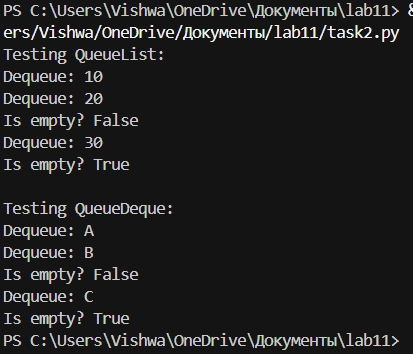 PS C:\Users\Vishwa\OneDrive\Документы\lab11> &
ers/Vishwa/OneDrive/Документы/lab11/task2.py
Testing QueueList:
Dequeue: 10
Dequeue: 20
Is empty? False
Dequeue: 30
Is empty? True

Testing QueueDeque:
Dequeue: A
Dequeue: B
Is empty? False
Dequeue: C
Is empty? True
PS C:\Users\Vishwa\OneDrive\Документы\lab11>